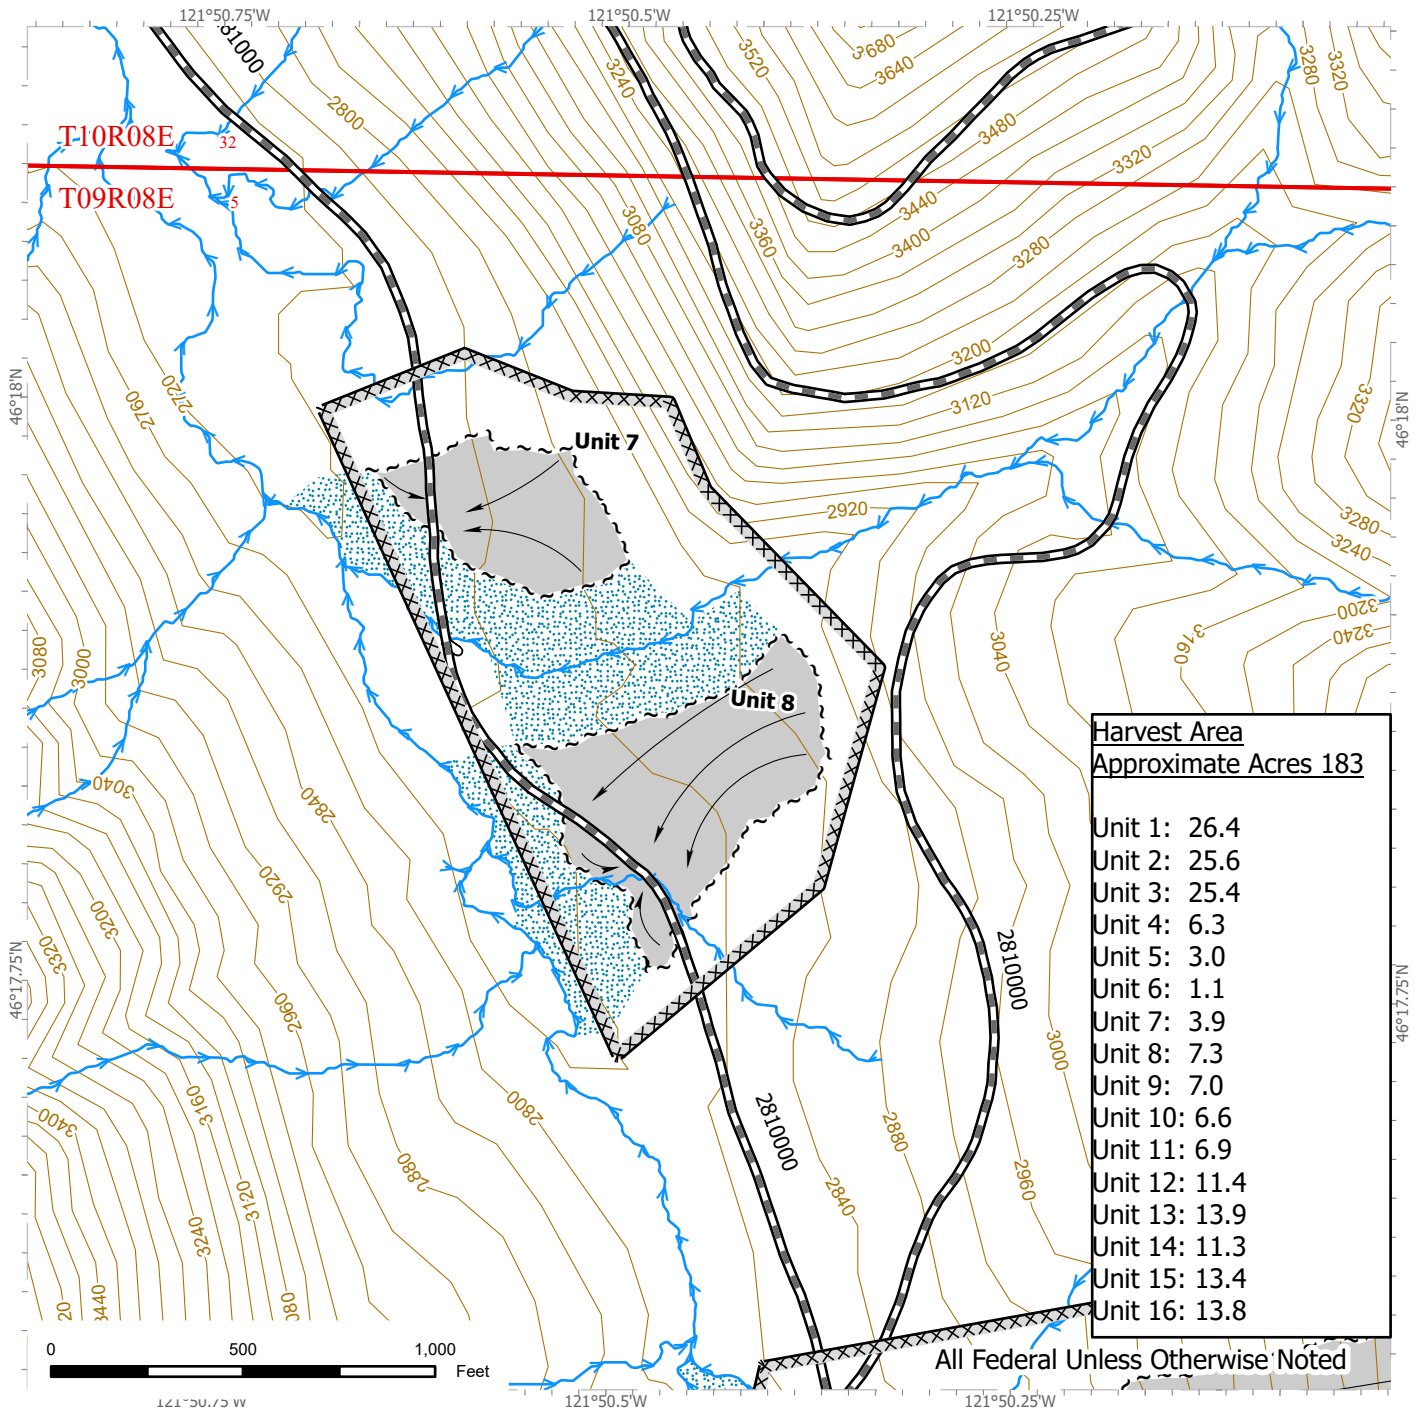 121°50.75'W
121°50.5'W
121°50.25'W
3680
3640
3520
3240
3280
3320
281000
2800
3480
3320
T10R08E
32
T09R08E
5
3440
3080
3360
3400
3280
46°18'N
46°18'N
3200
3120
2760
2720
3320
Unit 7
2920
3280
3240
3200
3240
3080
3000
3040
3160
Unit 8
Harvest Area
Approximate Acres 183
Unit 1: 26.4
Unit 2: 25.6
Unit 3: 25.4
Unit 4: 6.3
Unit 5: 3.0
Unit 6: 1.1
Unit 7: 3.9
Unit 8: 7.3
Unit 9: 7.0
Unit 10: 6.6
Unit 11: 6.9
Unit 12: 11.4
Unit 13: 13.9
Unit 14: 11.3
Unit 15: 13.4
Unit 16: 13.8
3040
2840
2920
3200
3320
46°17.75'N
46°17.75'N
2810000
2960
3000
3160
3400
2800
2810000
2880
2880
3120
2840
2960
3240
20
3440
080
0
500
1,000
Feet
All Federal Unless Otherwise Noted
121°50.75'W
121°50.5'W
121°50.25'W